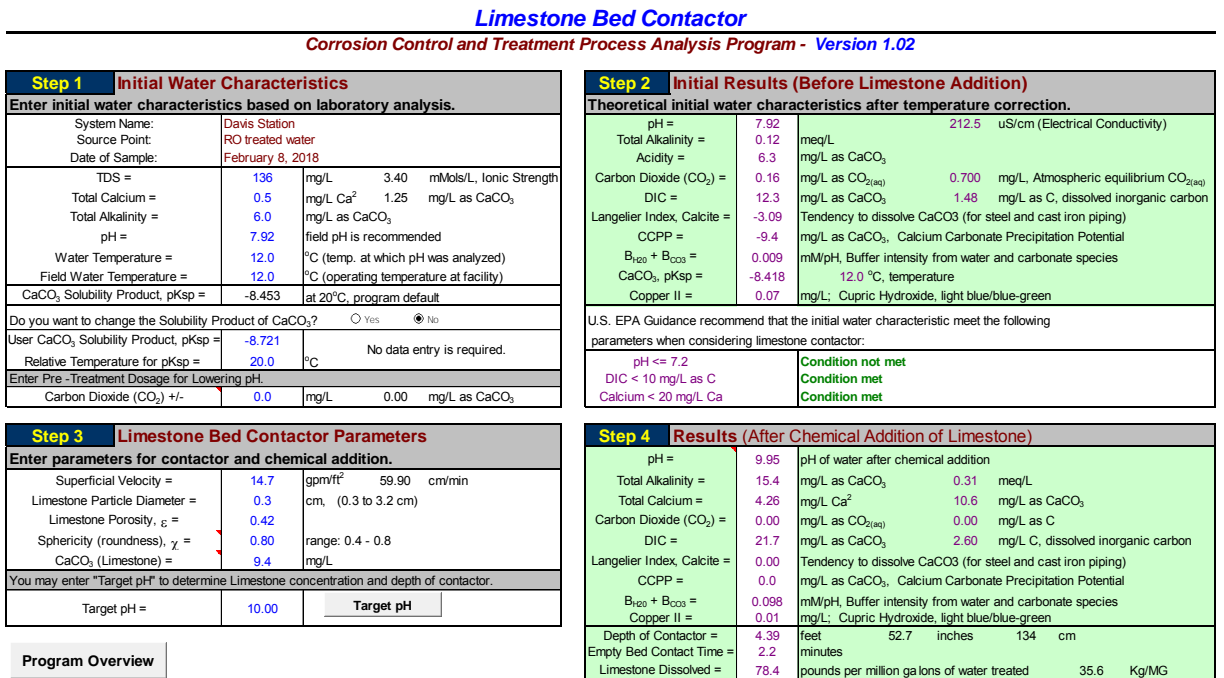 Limestone Bed Contactor
Corrosion Control and Treatment Process Analysis Program - Version 1.02
Step 1 Initial Water Characteristics
Enter initial water characteristics based on laboratory analysis.
System Name: Davis Station
Source Point: RO treated water
Date of Sample: February 8, 2018
TDS = 136 mg/L 3.40 mMols/L, Ionic Strength
Total Calcium = 0.5 mg/L Ca² 1.25 mg/L as CaCO₃
Total Alkalinity = 6.0 mg/L as CaCO₃
pH = 7.92 field pH is recommended
Water Temperature = 12.0 °C (temp. at which pH was analyzed)
Field Water Temperature = 12.0 °C (operating temperature at facility)
CaCO₃ Solubility Product, pKsp = -8.453 at 20°C, program default
Do you want to change the Solubility Product of CaCO₃? Yes No
User CaCO₃ Solubility Product, pKsp = -8.721
No data entry is required.
Relative Temperature for pKsp = 20.0 °C
Enter Pre -Treatment Dosage for Lowering pH.
Carbon Dioxide (CO₂) +/- 0.0 mg/L 0.00 mg/L as CaCO₃
Step 2 Initial Results (Before Limestone Addition)
Theoretical initial water characteristics after temperature correction.
pH = 7.92 212.5 uS/cm (Electrical Conductivity)
Total Alkalinity = 0.12 meq/L
Acidity = 6.3 mg/L as CaCO₃
Carbon Dioxide (CO₂) = 0.16 mg/L as CO₂₍aq₎ 0.700 mg/L, Atmospheric equilibrium CO₂₍aq₎
DIC = 12.3 mg/L as CaCO₃ 1.48 mg/L as C, dissolved inorganic carbon
Langelier Index, Calcite = -3.09 Tendency to dissolve CaCO3 (for steel and cast iron piping)
CCPP = -9.4 mg/L as CaCO₃, Calcium Carbonate Precipitation Potential
B_H20 + B_CO3 = 0.009 mM/pH, Buffer intensity from water and carbonate species
CaCO₃, pKsp = -8.418 12.0 °C, temperature
Copper II = 0.07 mg/L; Cupric Hydroxide, light blue/blue-green
U.S. EPA Guidance recommend that the initial water characteristic meet the following
parameters when considering limestone contactor:
pH <= 7.2 Condition not met
DIC < 10 mg/L as C Condition met
Calcium < 20 mg/L Ca Condition met
Step 3 Limestone Bed Contactor Parameters
Enter parameters for contactor and chemical addition.
Superficial Velocity = 14.7 gpm/ft² 59.90 cm/min
Limestone Particle Diameter = 0.3 cm, (0.3 to 3.2 cm)
Limestone Porosity, ε = 0.42
Sphericity (roundness), χ = 0.80 range: 0.4 - 0.8
CaCO₃ (Limestone) = 9.4 mg/L
You may enter "Target pH" to determine Limestone concentration and depth of contactor.
Target pH = 10.00 Target pH
Program Overview
Step 4 Results (After Chemical Addition of Limestone)
pH = 9.95 pH of water after chemical addition
Total Alkalinity = 15.4 mg/L as CaCO₃ 0.31 meq/L
Total Calcium = 4.26 mg/L Ca² 10.6 mg/L as CaCO₃
Carbon Dioxide (CO₂) = 0.00 mg/L as CO₂₍aq₎ 0.00 mg/L as C
DIC = 21.7 mg/L as CaCO₃ 2.60 mg/L C, dissolved inorganic carbon
Langelier Index, Calcite = 0.00 Tendency to dissolve CaCO3 (for steel and cast iron piping)
CCPP = 0.0 mg/L as CaCO₃, Calcium Carbonate Precipitation Potential
B_H20 + B_CO3 = 0.098 mM/pH, Buffer intensity from water and carbonate species
Copper II = 0.01 mg/L; Cupric Hydroxide, light blue/blue-green
Depth of Contactor = 4.39 feet 52.7 inches 134 cm
Empty Bed Contact Time = 2.2 minutes
Limestone Dissolved = 78.4 pounds per million galons of water treated 35.6 Kg/MG